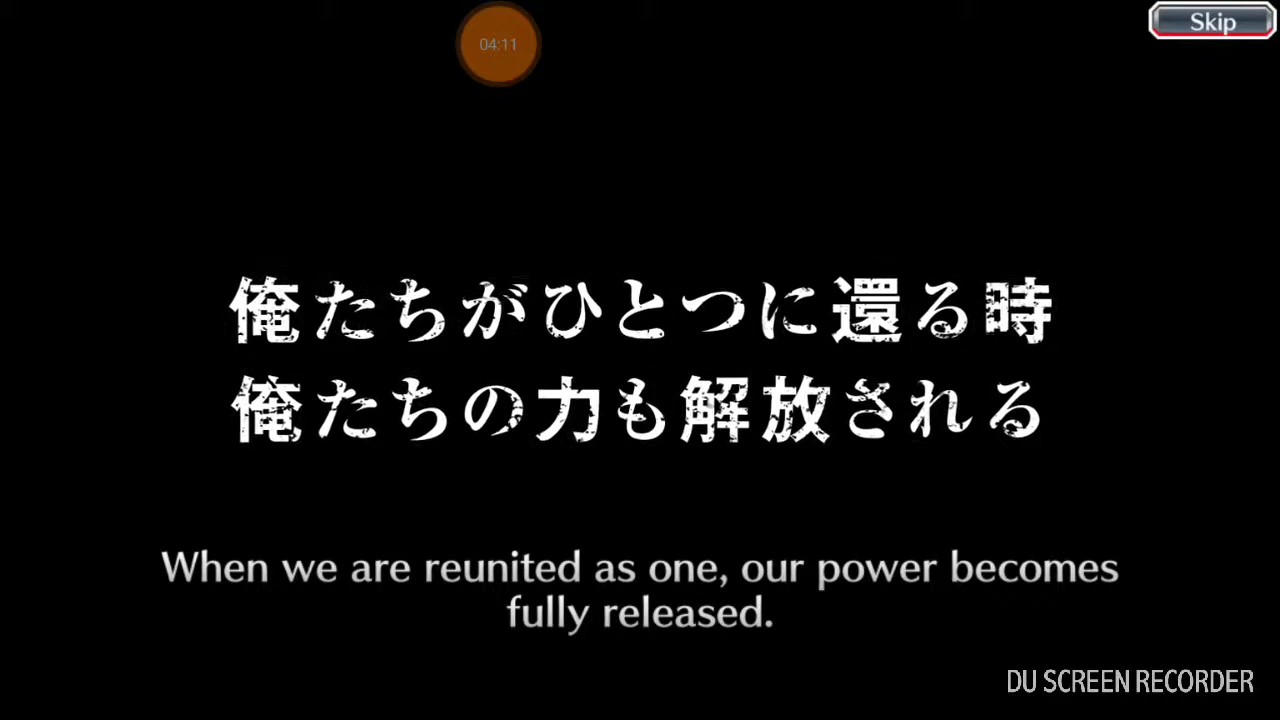 04:11
Skip
俺たちがひとつに還る時
俺たちの力も解放される
When we are reunited as one, our power becomes
fully released.
DU SCREEN RECORDER